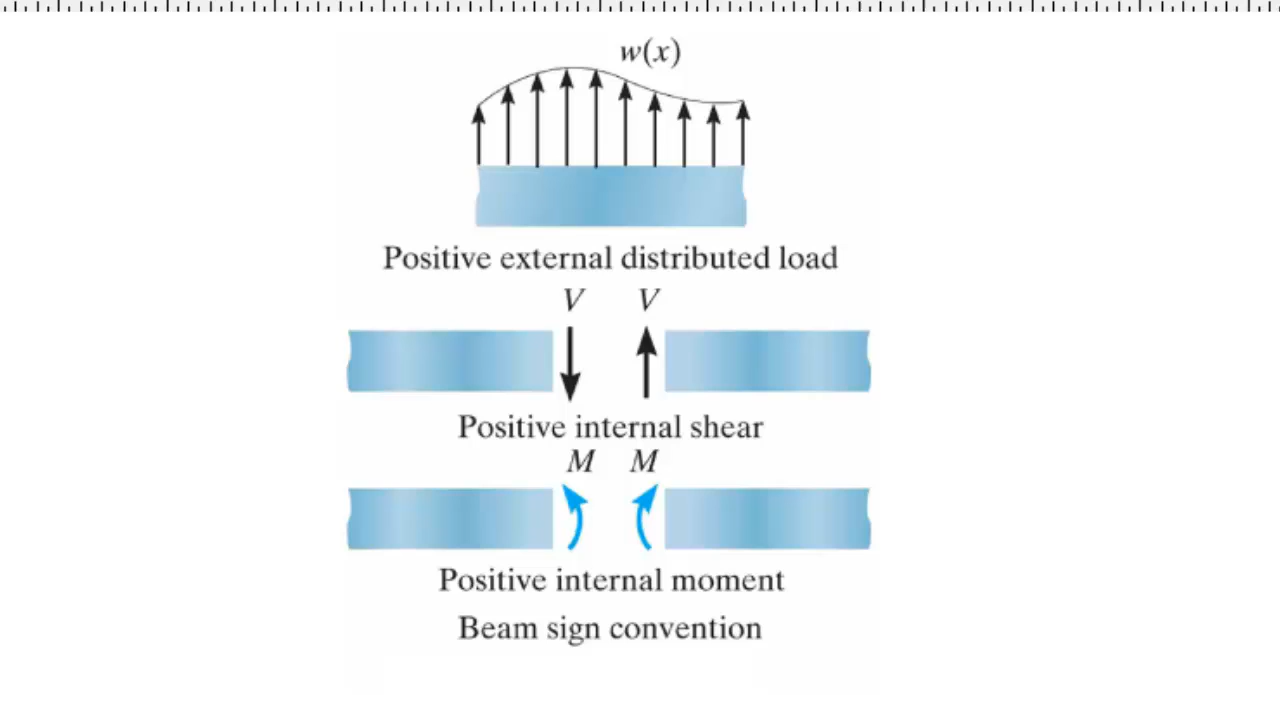 w(x)
Positive external distributed load
V V
Positive internal shear
M M
Positive internal moment
Beam sign convention